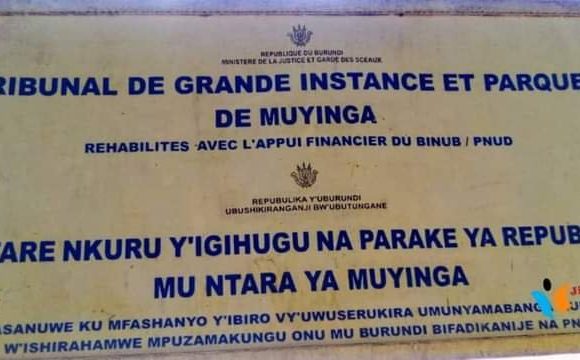 REPUBLIQUE DU BURUNDI
MINISTERE DE LA JUSTICE ET GARDE DES SCEAUX
RIBUNAL DE GRANDE INSTANCE ET PARQUE
DE MUYINGA
REHABILITES AVEC L'APPUI FINANCIER DU BINUB / PNUD
REPUBULIKA Y'UBURUNDI
UBUSHIKIRANGANJI BW'UBUTUNGANE
TARE NKURU Y'IGIHUGU NA PARAKE YA REPUB
MU NTARA YA MUYINGA
ASANUWE KU MFASHANYO Y'IBIRO VY'UWUSERUKIRA UMUNYAMABANG
W'ISHIRAHAMWE MPUZAMAKUNGU ONU MU BURUNDI BIFADIKANIJE NA PN